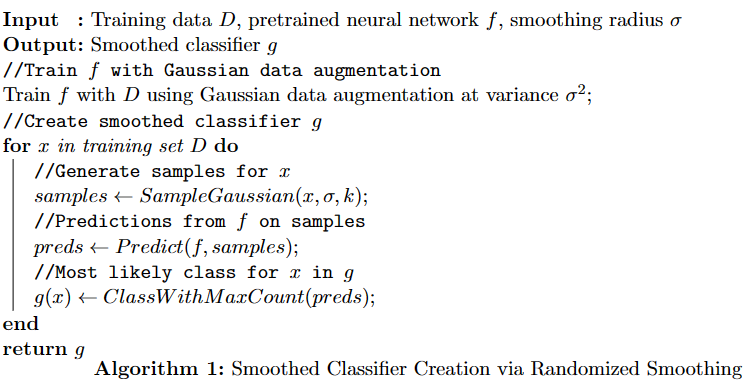 Input : Training data D, pretrained neural network f, smoothing radius σ
Output: Smoothed classifier g
//Train f with Gaussian data augmentation
Train f with D using Gaussian data augmentation at variance σ²;
//Create smoothed classifier g
for x in training set D do
//Generate samples for x
samples ← SampleGaussian(x, σ, k);
//Predictions from f on samples
preds ← Predict(f, samples);
//Most likely class for x in g
g(x) ← ClassWithMaxCount(preds);
end
return g
Algorithm 1: Smoothed Classifier Creation via Randomized Smoothing